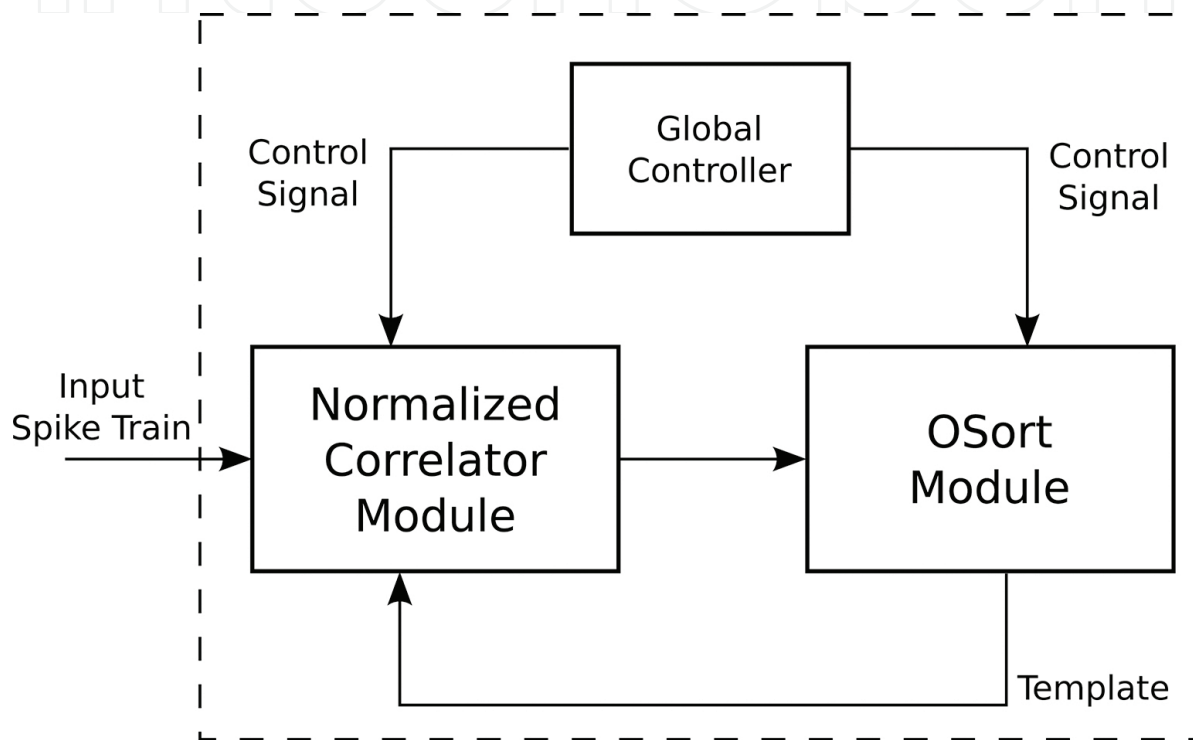 Global
Controller
Control
Signal
Control
Signal
Input
Spike Train
Normalized
Correlator
Module
OSort
Module
Template